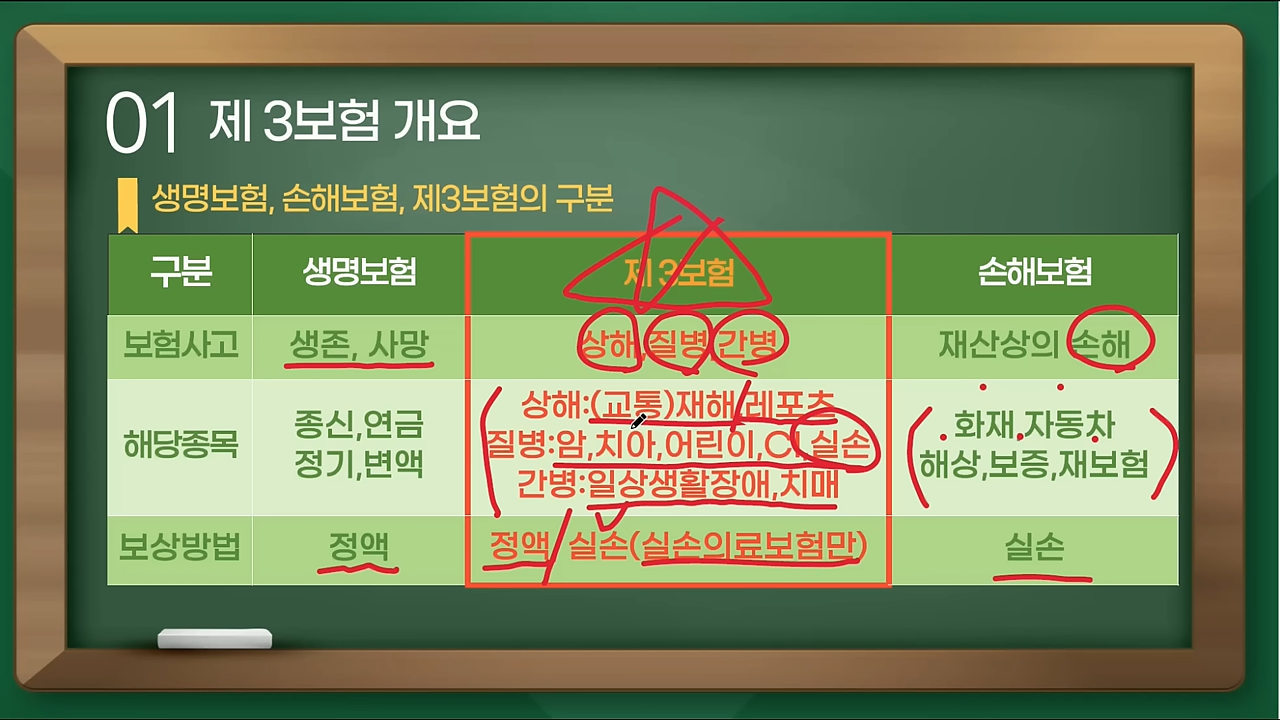 01 제 3보험 개요
생명보험, 손해보험, 제3보험의 구분
구분 생명보험 제 3보험 손해보험
보험사고 생존, 사망 상해,질병,간병 재산상의 손해
해당종목
종신,연금
정기,변액
상해:(교통)재해,레포츠
질병:암,치아,어린이,CI,실손
간병:일상생활장애,치매
화재,자동차
해상,보증,재보험
보상방법 정액 정액, 실손(실손의료보험만) 실손